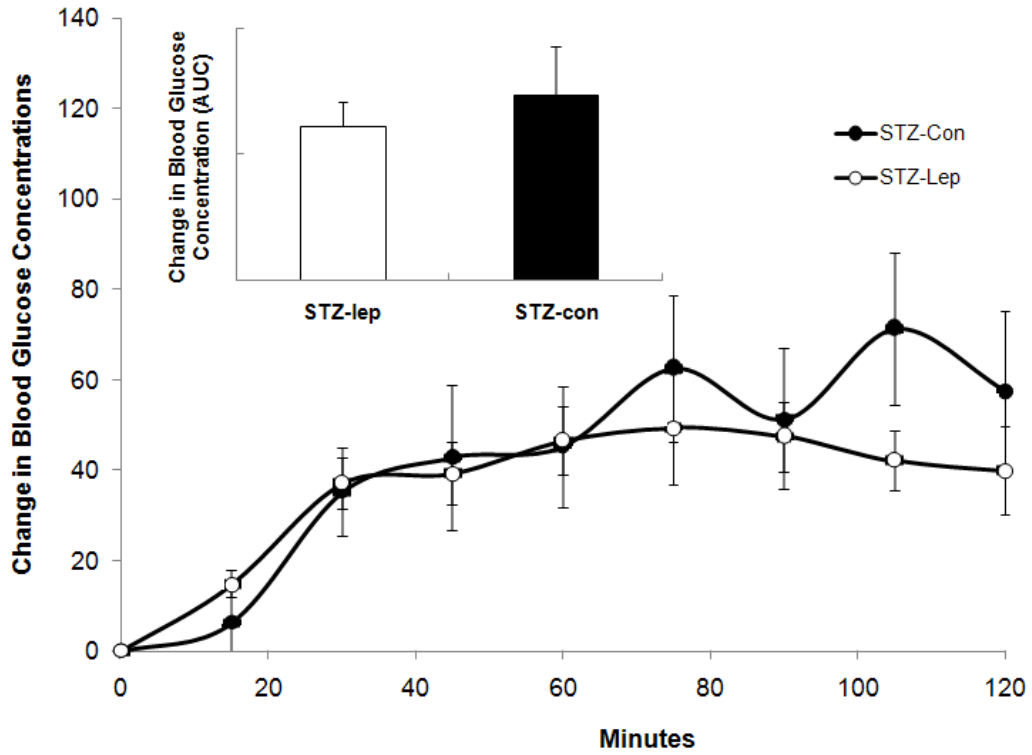 140
120
100
80
60
40
20
0
Change in Blood Glucose Concentrations
Change in Blood Glucose
Concentration (AUC)
STZ-lep
STZ-con
STZ-Con
STZ-Lep
0
20
40
60
80
100
120
Minutes